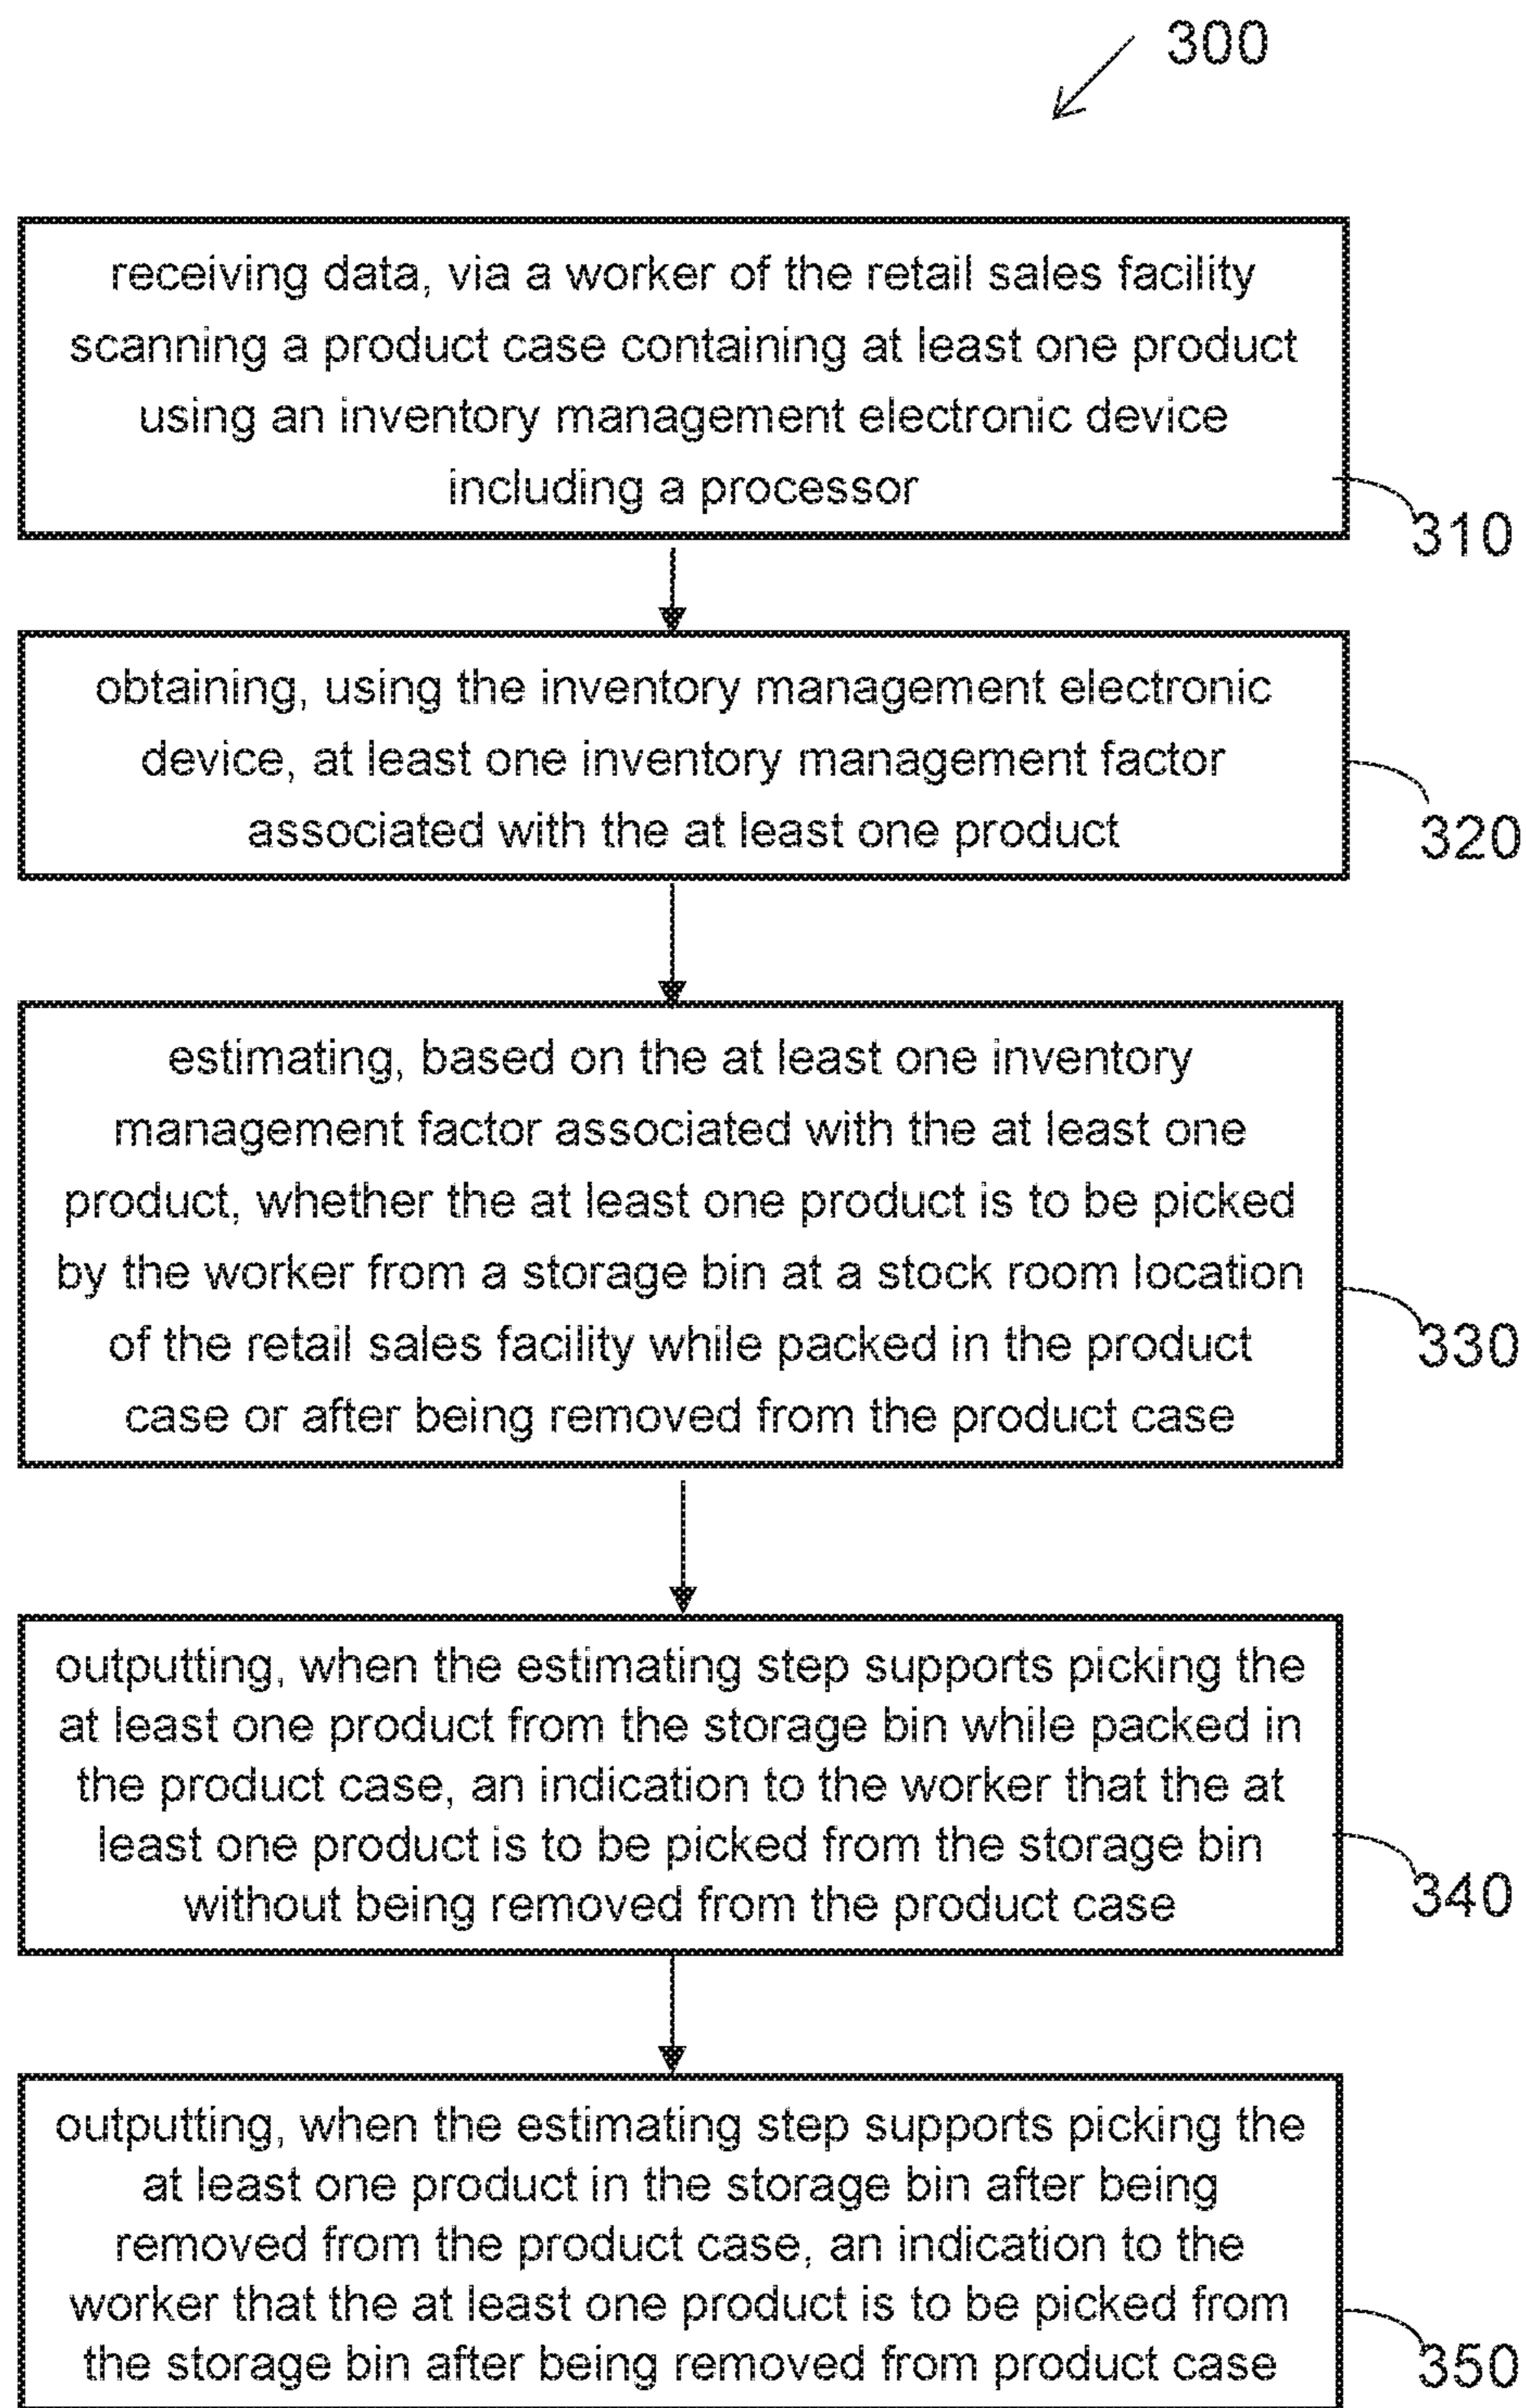 300
receiving data, via a worker of the retail sales facility
scanning a product case containing at least one product
using an inventory management electronic device
including a processor
310
obtaining, using the inventory management electronic
device, at least one inventory management factor
associated with the at least one product
320
estimating, based on the at least one inventory
management factor associated with the at least one
product, whether the at least one product is to be picked
by the worker from a storage bin at a stock room location
of the retail sales facility while packed in the product
case or after being removed from the product case
330
outputting, when the estimating step supports picking the
at least one product from the storage bin while packed in
the product case, an indication to the worker that the at
least one product is to be picked from the storage bin
without being removed from the product case
340
outputting, when the estimating step supports picking the
at least one product in the storage bin after being
removed from the product case, an indication to the
worker that the at least one product is to be picked from
the storage bin after being removed from product case
350